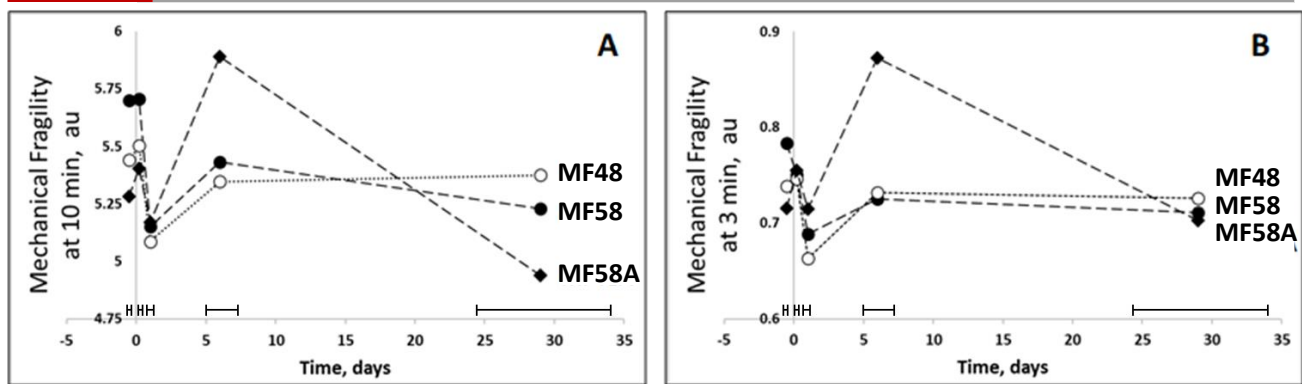 A
Mechanical Fragility
at 10 min, au
6
5.75
5.5
5.25
5
4.75
MF48
MF58
MF58A
-5 0 5 10 15 20 25 30 35
Time, days
B
Mechanical Fragility
at 3 min, au
0.9
0.8
0.7
0.6
MF48
MF58
MF58A
-5 0 5 10 15 20 25 30 35
Time, days